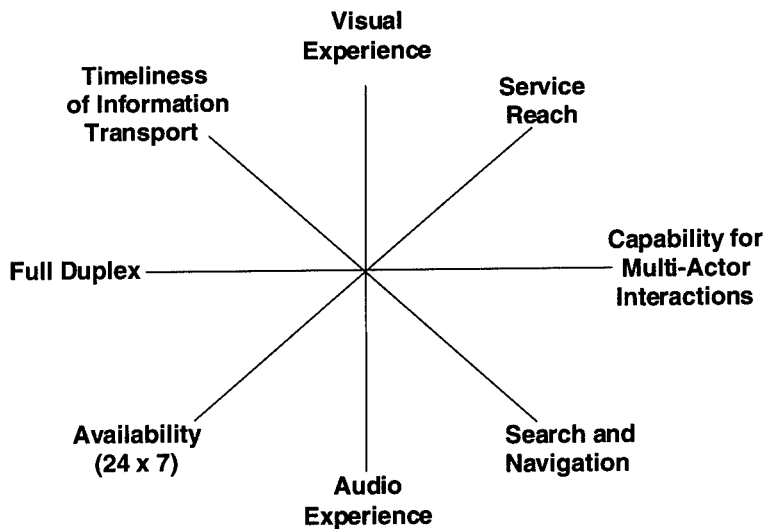 Visual
Experience
Timeliness
of Information
Transport
Service
Reach
Full Duplex
Capability for
Multi-Actor
Interactions
Availability
(24 x 7)
Search and
Navigation
Audio
Experience